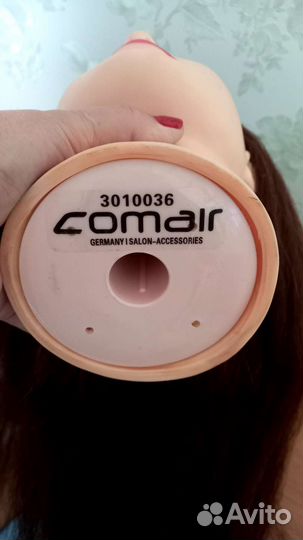 3010036
comair
GERMANY I SALON-ACCESSORIES
Avito